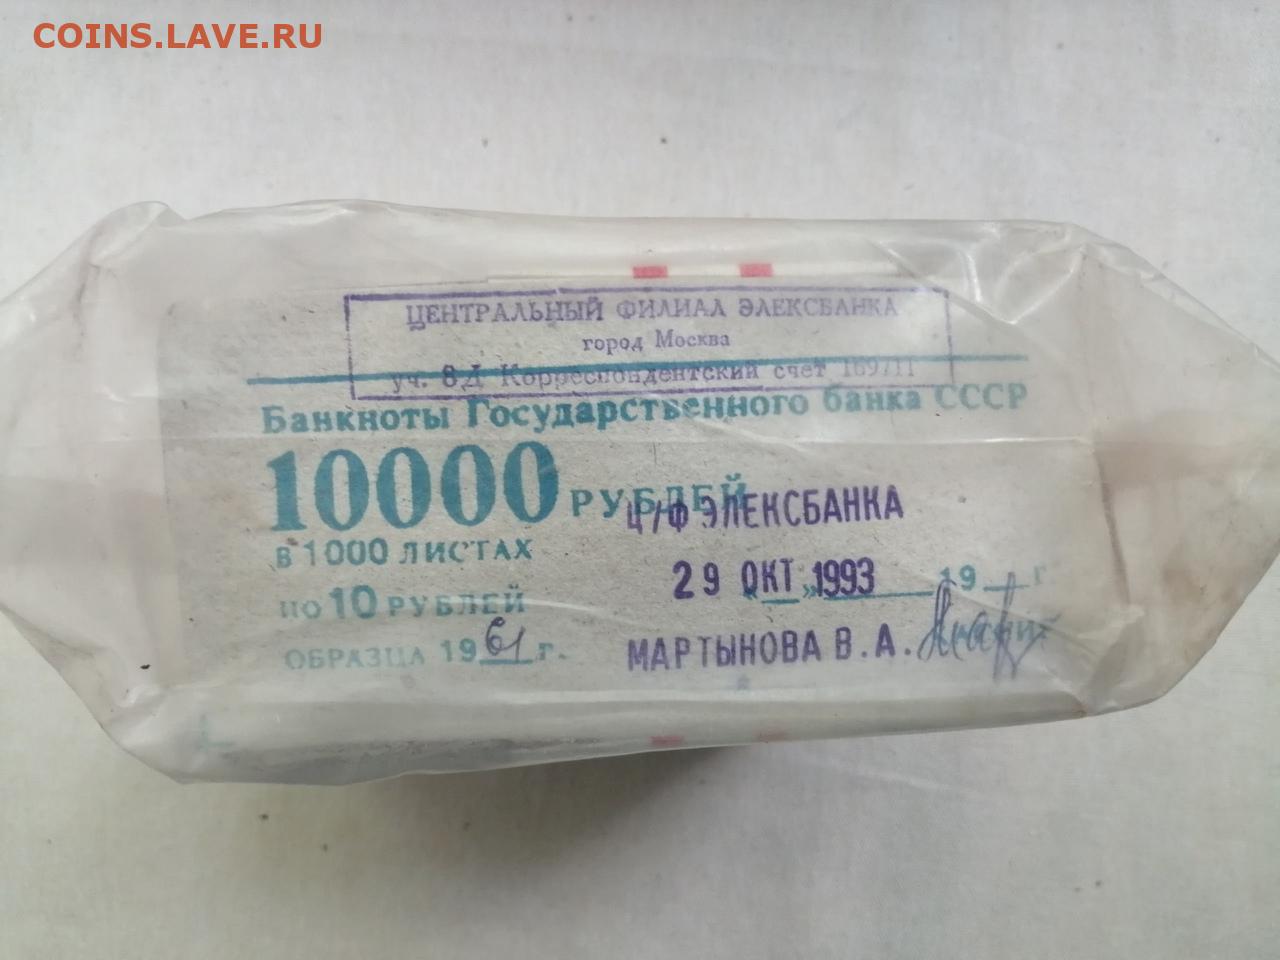 COINS.LAVE.RU
ЦЕНТРАЛЬНЫЙ ФИЛИАЛ ЭЛЕКСБАНКА
город Москва
уч. 8Д Корреспондентский счет 169711
Банкноты Государственного банка СССР
10000 РУБЛЕЙ
Ц/Ф ЭЛЕКСБАНКА
В 1000 ЛИСТАХ
29 ОКТ 1993
« » 19 г.
ПО 10 РУБЛЕЙ
ОБРАЗЦА 1961 г.
МАРТЫНОВА В.А.